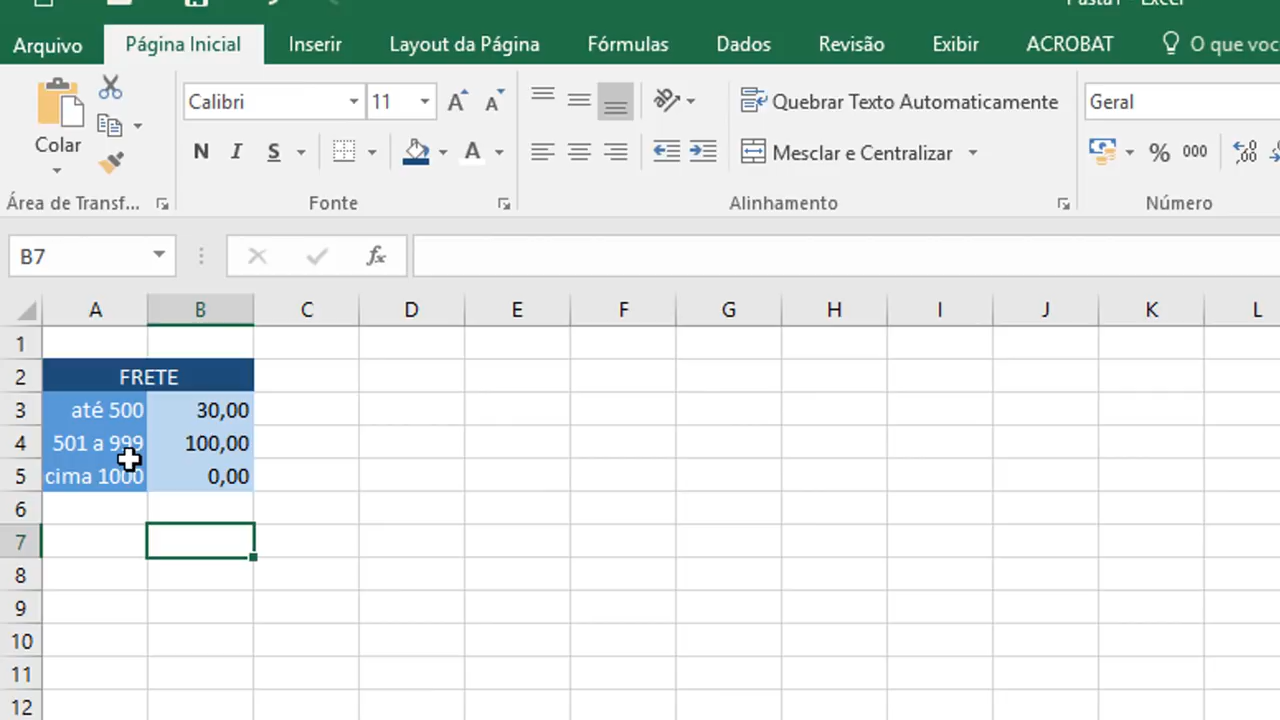 Arquivo Página Inicial Inserir Layout da Página Fórmulas Dados Revisão Exibir ACROBAT O que você
Calibri 11 Quebrar Texto Automaticamente Geral
Colar N I S Mesclar e Centralizar % 000
Área de Transf... Fonte Alinhamento Número
B7 fx
A B C D E F G H I J K L
1
2 FRETE
3 até 500 30,00
4 501 a 999 100,00
5 cima 1000 0,00
6
7
8
9
10
11
12